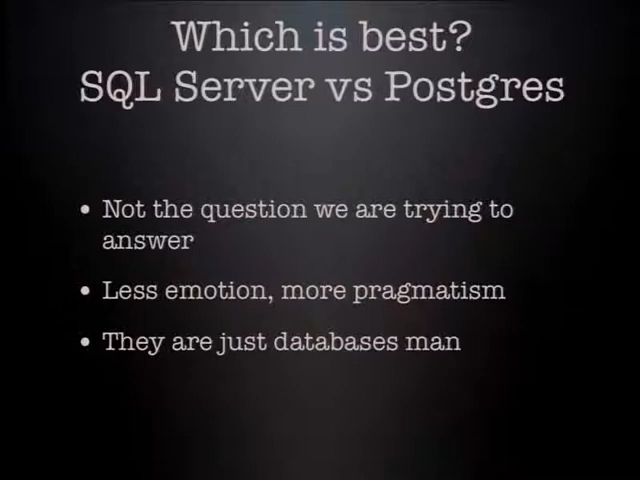 Which is best?
SQL Server vs Postgres
• Not the question we are trying to
answer
• Less emotion, more pragmatism
• They are just databases man